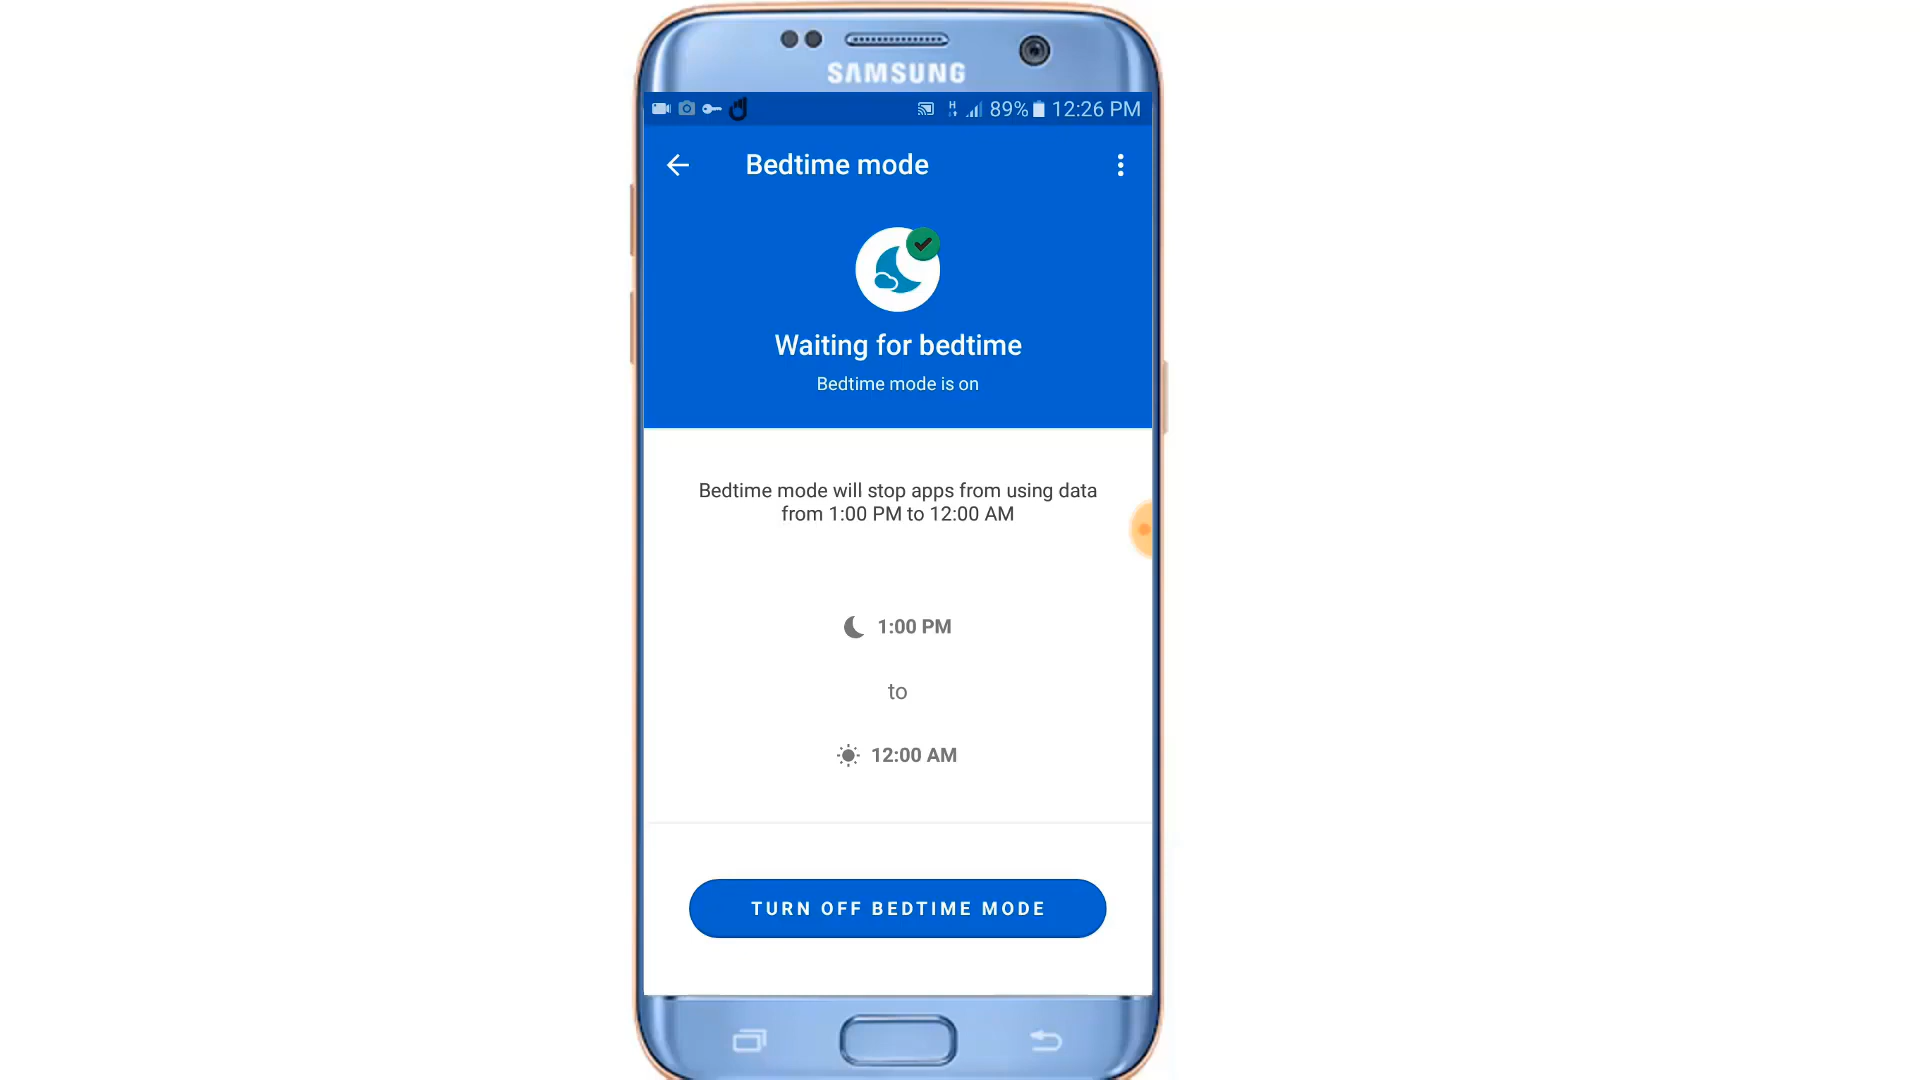 SAMSUNG
H 89% 12:26 PM
Bedtime mode
Waiting for bedtime
Bedtime mode is on
Bedtime mode will stop apps from using data
from 1:00 PM to 12:00 AM
1:00 PM
to
12:00 AM
TURN OFF BEDTIME MODE